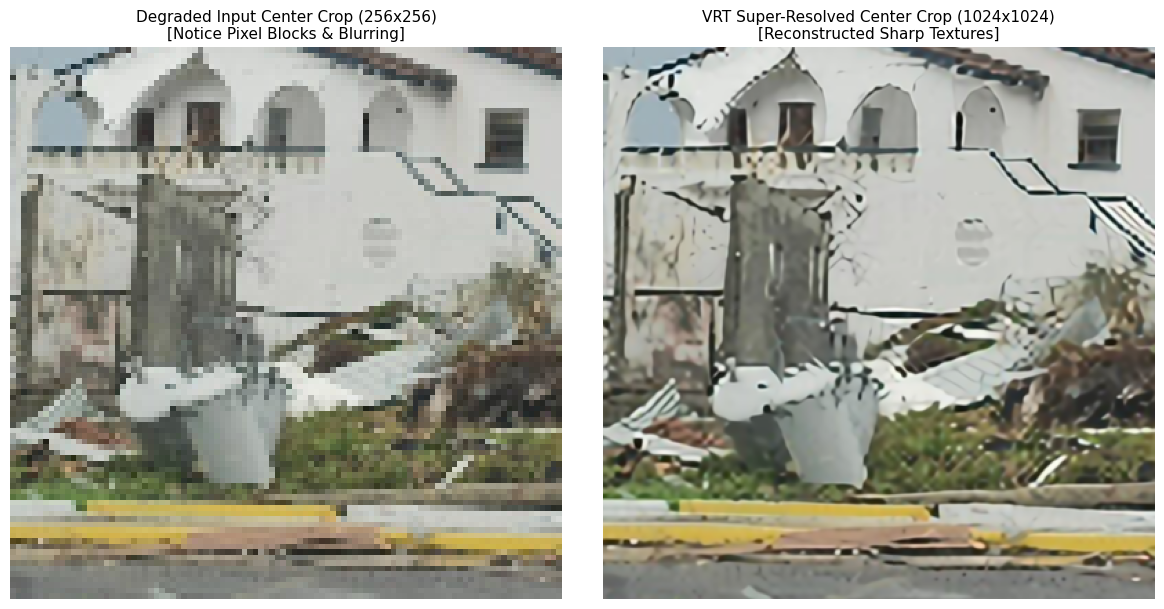 Degraded Input Center Crop (256x256)
[Notice Pixel Blocks & Blurring]
VRT Super-Resolved Center Crop (1024x1024)
[Reconstructed Sharp Textures]